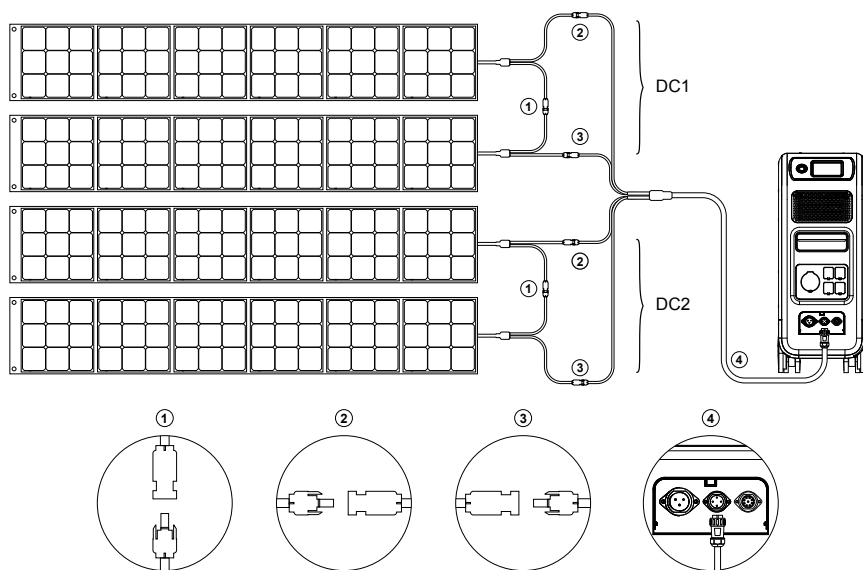 ②
DC1
①
③
②
①
DC2
④
③
① ② ③ ④